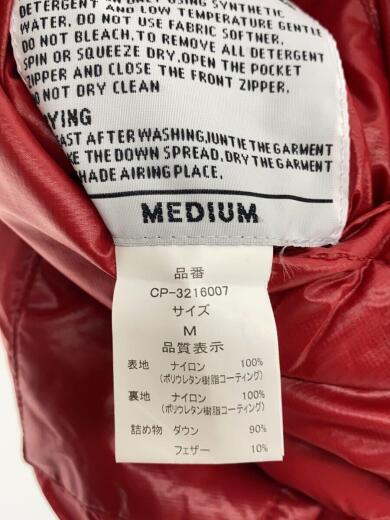 DETERGENT ONLY USING SYNTHETIC
AND LOW TEMPERATURE GENTLE
WATER. DO NOT USE FABRIC SOFTNER.
DO NOT BLEACH.TO REMOVE ALL DETERGENT
SPIN OR SQUEEZE DRY.OPEN THE POCKET
ZIPPER AND CLOSE THE FRONT ZIPPER.
DO NOT DRY CLEAN
YING
AST AFTER WASHING,UNTIE THE GARMENT
KE THE DOWN SPREAD.DRY THE GARMENT
HADE AIRING PLACE.
MEDIUM
品番
CP-3216007
サイズ
M
品質表示
表地 ナイロン 100%
(ポリウレタン樹脂コーティング)
裏地 ナイロン 100%
(ポリウレタン樹脂コーティング)
詰め物 ダウン 90%
フェザー 10%